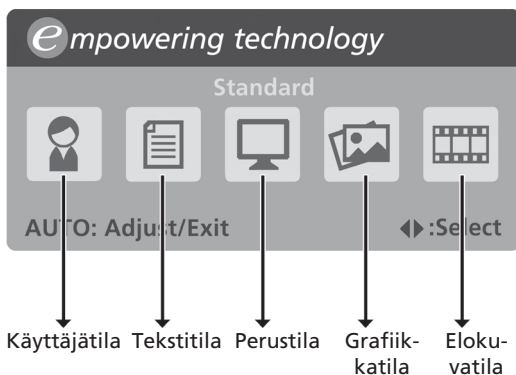 empowering technology
Standard
AUTO: Adjust/Exit :Select
Käyttäjätila Tekstitila Perustila Grafiik- Eloku-
katila vatila